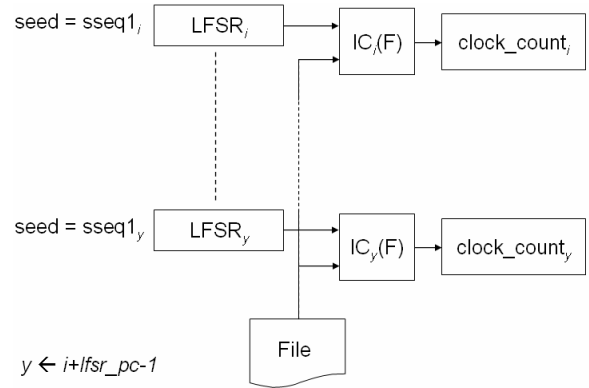 seed = sseq1i LFSRi ICi(F) clock_counti
seed = sseq1y LFSRy ICy(F) clock_county
File
y ← i+lfsr_pc-1